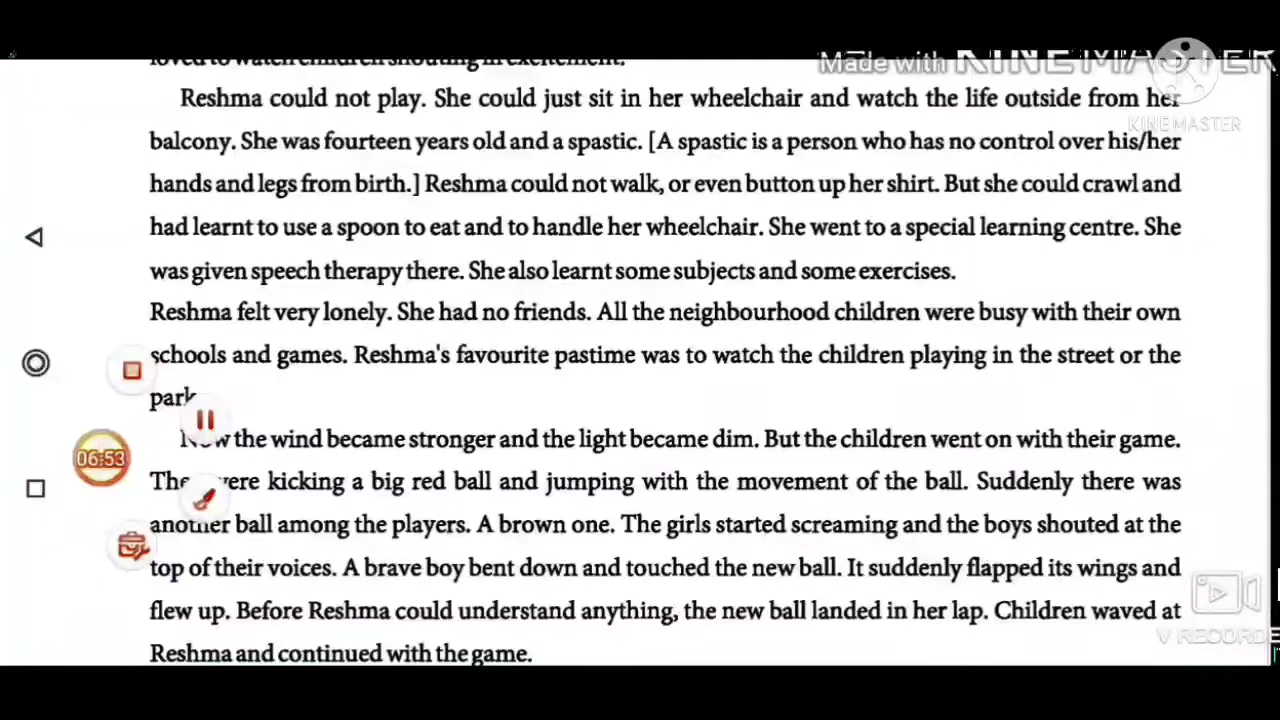 loved to watch children shouting in excitement.
Made with KINEMASTER
KINEMASTER
Reshma could not play. She could just sit in her wheelchair and watch the life outside from her
balcony. She was fourteen years old and a spastic. [A spastic is a person who has no control over his/her
hands and legs from birth.] Reshma could not walk, or even button up her shirt. But she could crawl and
had learnt to use a spoon to eat and to handle her wheelchair. She went to a special learning centre. She
was given speech therapy there. She also learnt some subjects and some exercises.
Reshma felt very lonely. She had no friends. All the neighbourhood children were busy with their own
schools and games. Reshma's favourite pastime was to watch the children playing in the street or the
park
Now the wind became stronger and the light became dim. But the children went on with their game.
06:53
They were kicking a big red ball and jumping with the movement of the ball. Suddenly there was
another ball among the players. A brown one. The girls started screaming and the boys shouted at the
top of their voices. A brave boy bent down and touched the new ball. It suddenly flapped its wings and
flew up. Before Reshma could understand anything, the new ball landed in her lap. Children waved at
V RECORDE
Reshma and continued with the game.